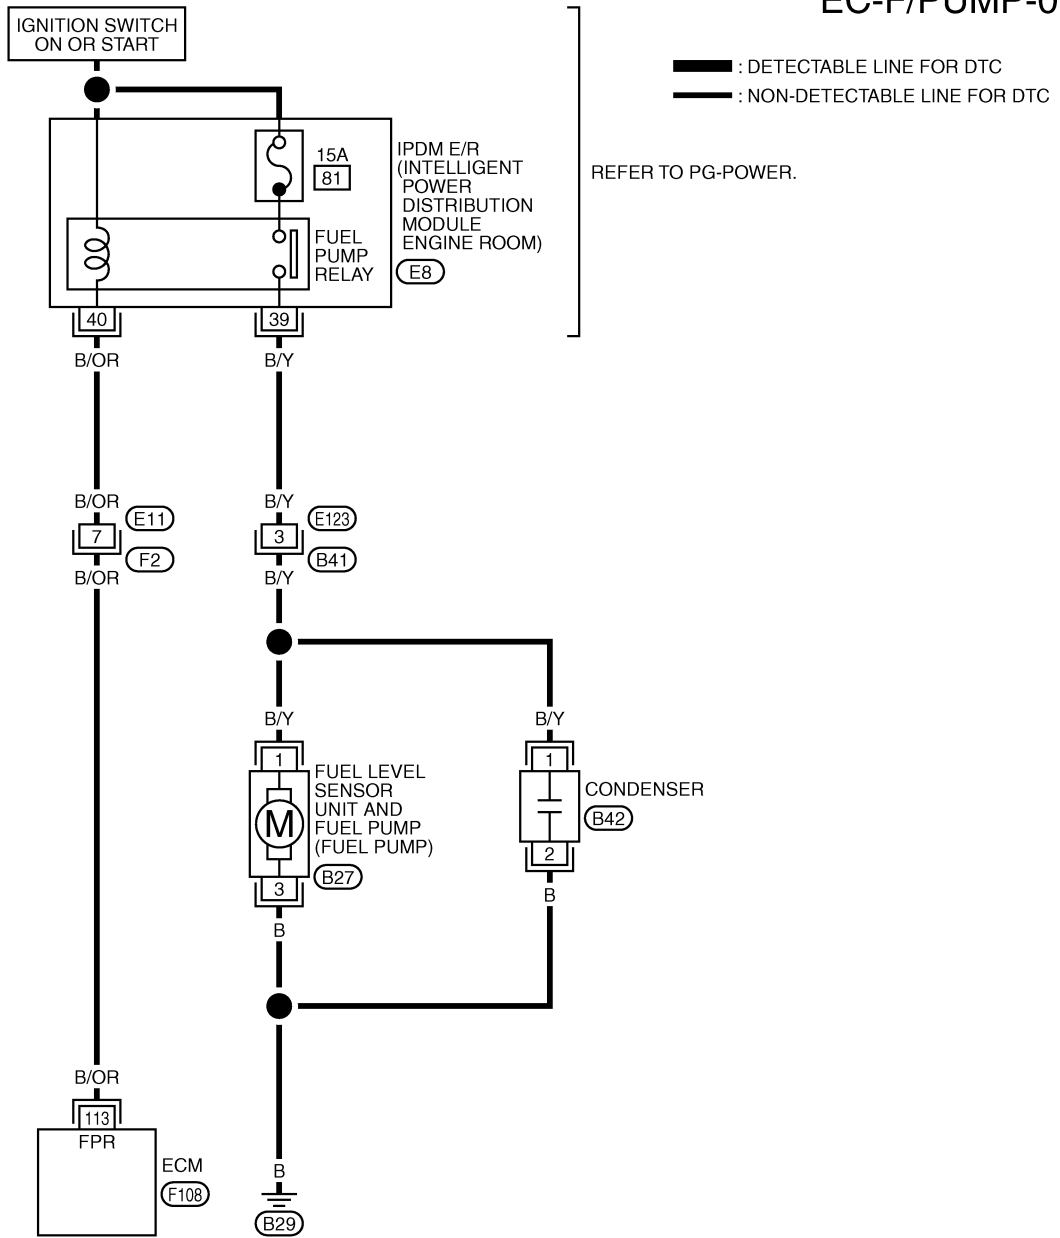 EC-F/PUMP-0
IGNITION SWITCH
ON OR START
: DETECTABLE LINE FOR DTC
: NON-DETECTABLE LINE FOR DTC
15A
81
IPDM E/R
(INTELLIGENT
POWER
DISTRIBUTION
MODULE
ENGINE ROOM)
E8
REFER TO PG-POWER.
FUEL
PUMP
RELAY
40
39
B/OR
B/Y
B/OR
B/Y
E11
E123
7
3
F2
B41
B/OR
B/Y
B/Y
B/Y
1
1
FUEL LEVEL
SENSOR
UNIT AND
FUEL PUMP
(FUEL PUMP)
M
B27
CONDENSER
B42
2
3
B
B
B/OR
113
FPR
ECM
F108
B
B29